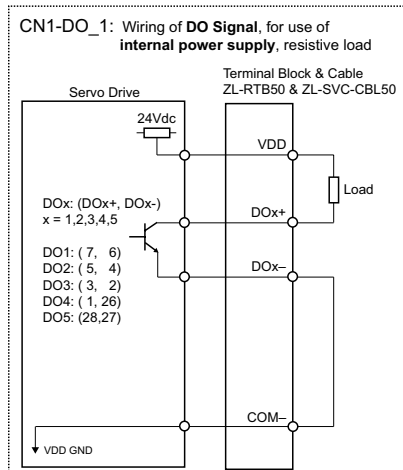 CN1-DO_1: Wiring of DO Signal, for use of
internal power supply, resistive load
Terminal Block & Cable
ZL-RTB50 & ZL-SVC-CBL50
Servo Drive
24Vdc
VDD
Load
DOx: (DOx+, DOx-)
x = 1,2,3,4,5
DOx+
DO1: ( 7, 6)
DO2: ( 5, 4)
DO3: ( 3, 2)
DO4: ( 1, 26)
DO5: (28,27)
DOx–
COM–
VDD GND